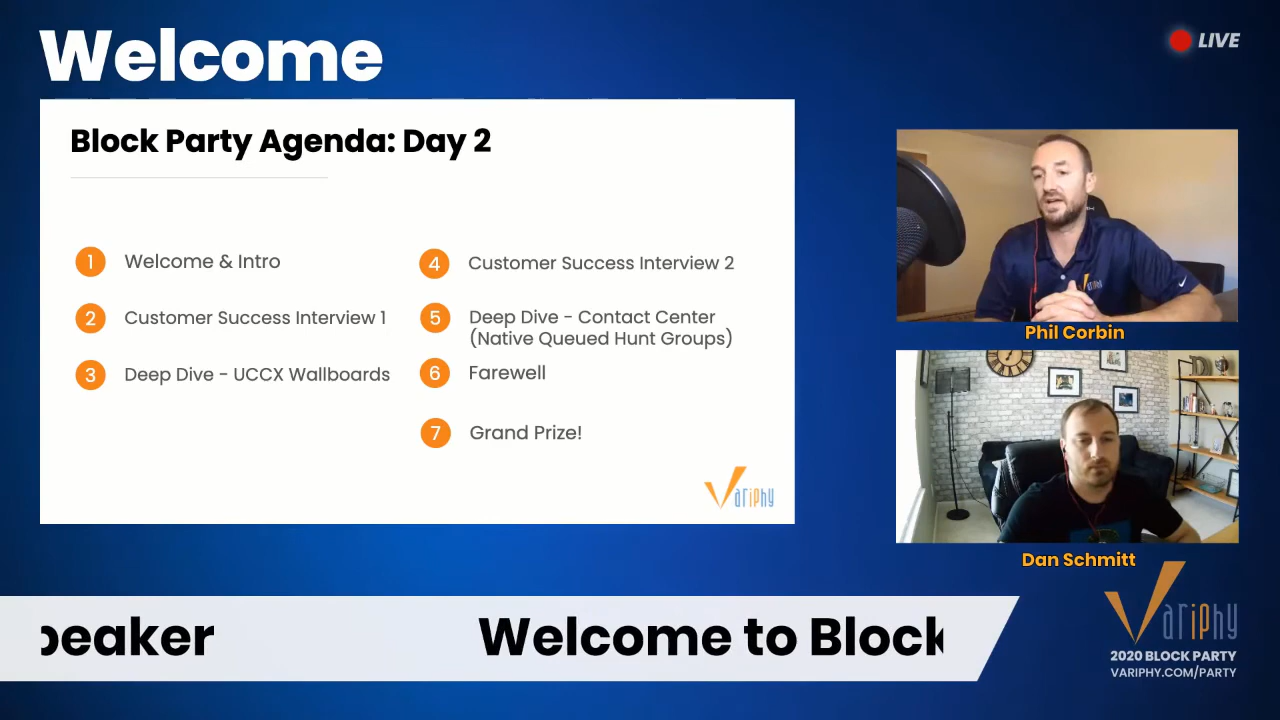 Welcome
LIVE
Block Party Agenda: Day 2
1 Welcome & Intro
2 Customer Success Interview 1
3 Deep Dive - UCCX Wallboards
4 Customer Success Interview 2
5 Deep Dive - Contact Center
(Native Queued Hunt Groups)
6 Farewell
7 Grand Prize!
Variphy
Variphy
Phil Corbin
Dan Schmitt
peaker Welcome to Block
Variphy
2020 BLOCK PARTY
VARIPHY.COM/PARTY